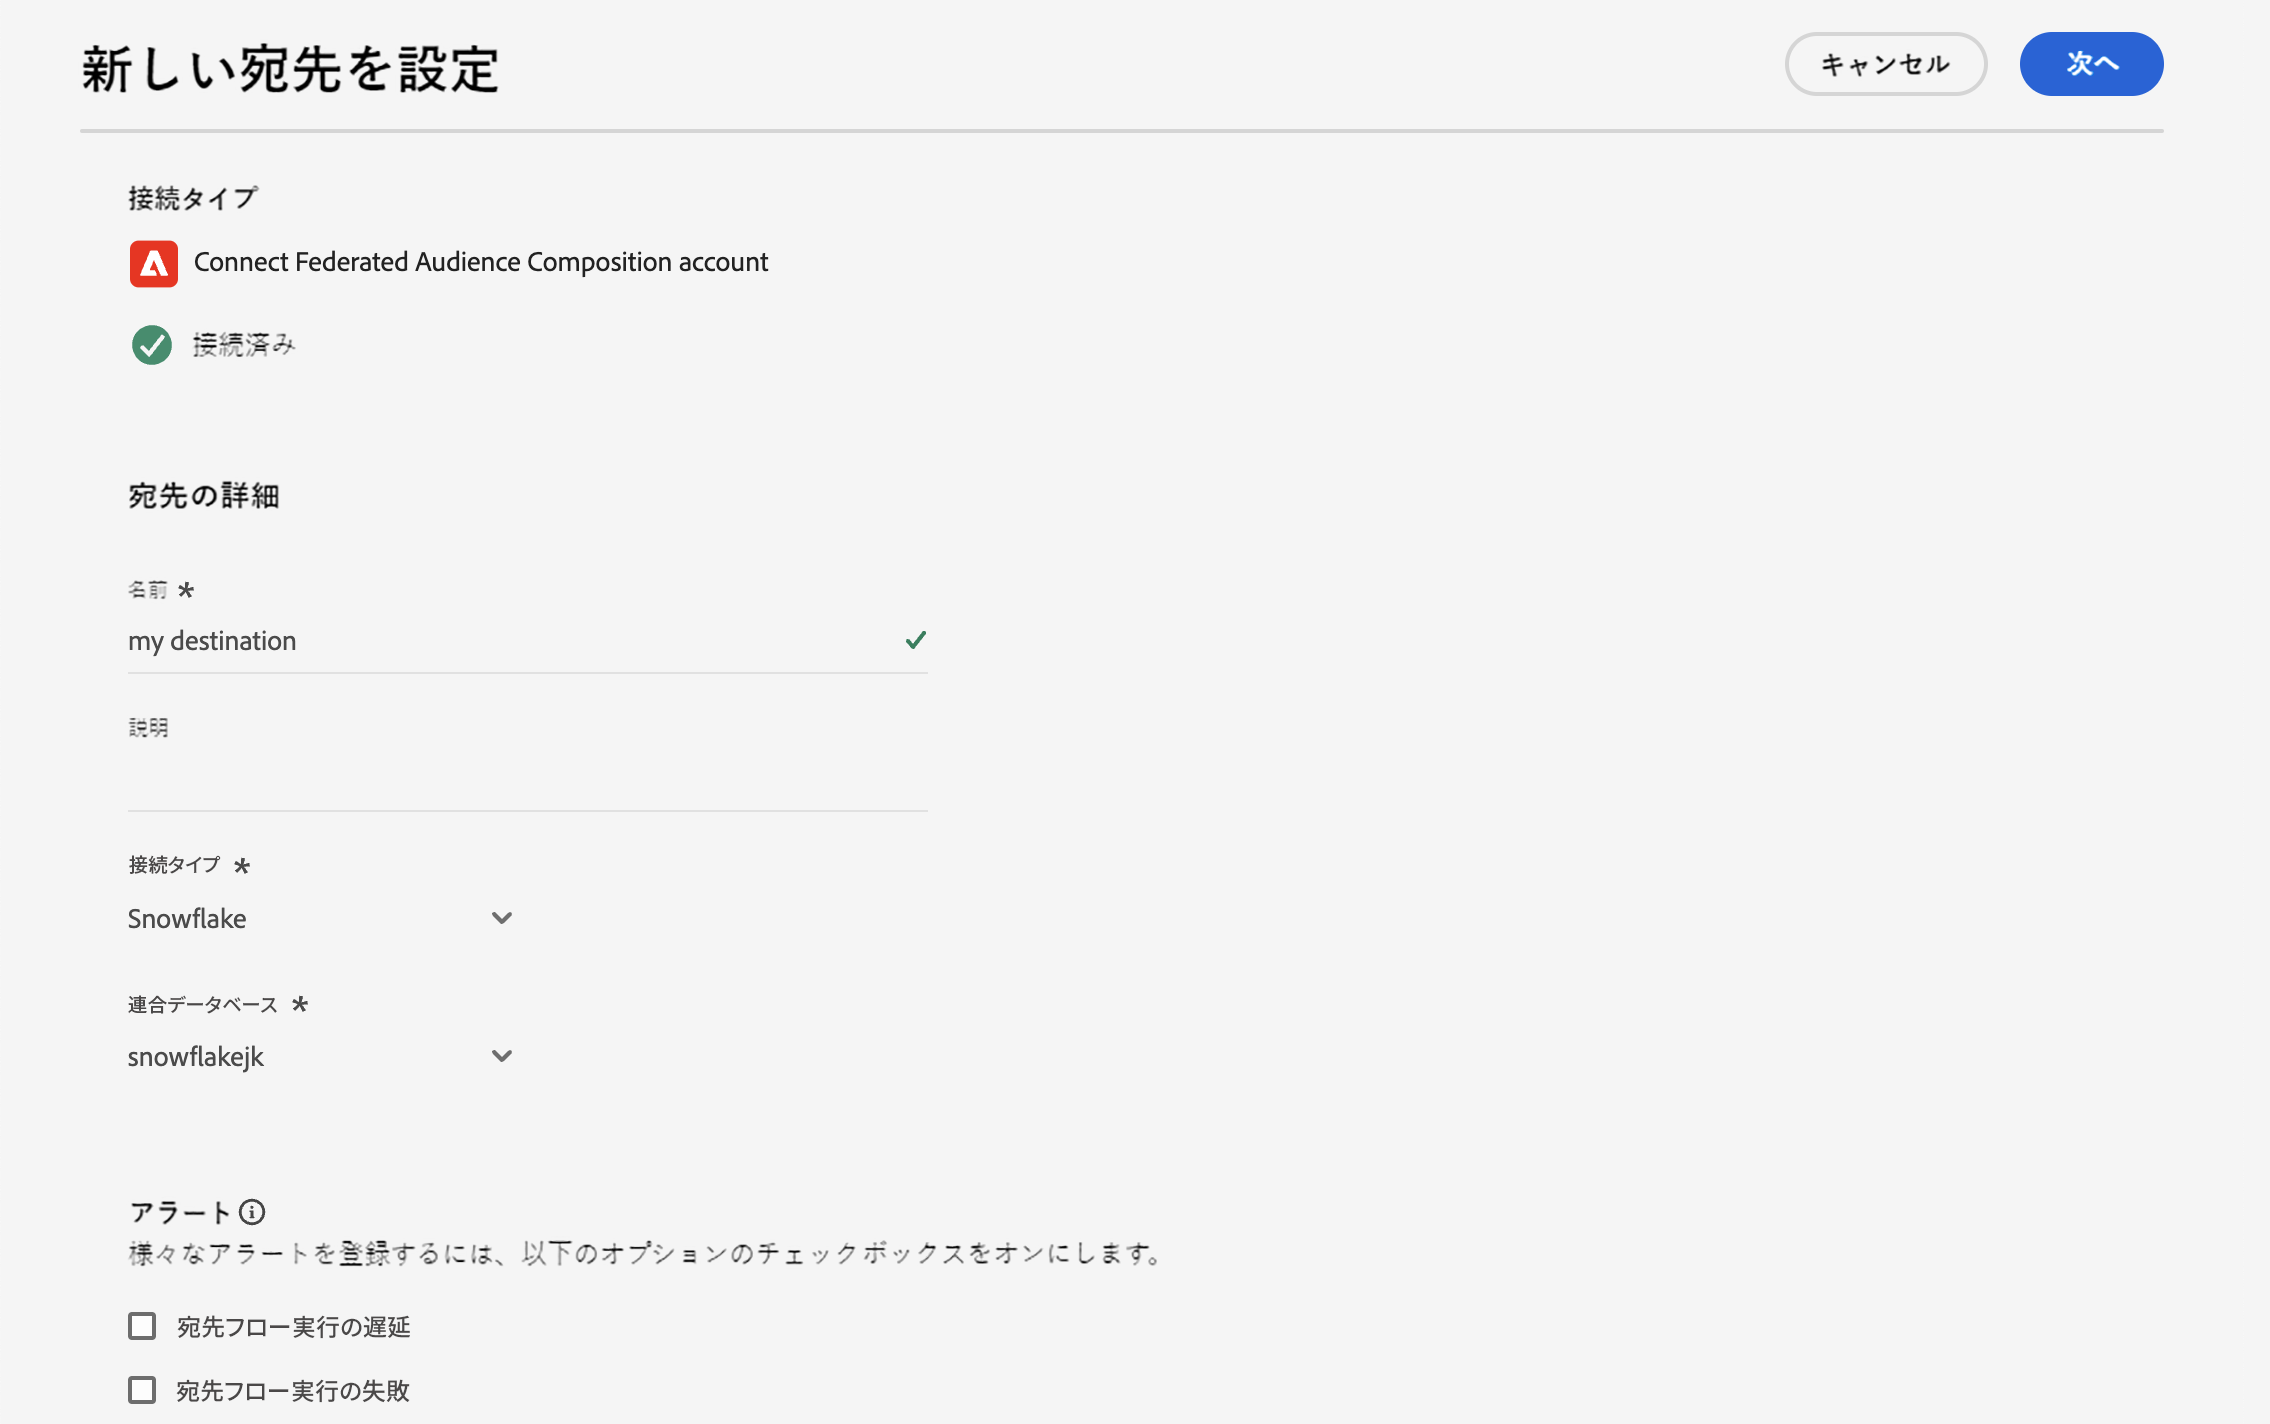 新しい宛先を設定
キャンセル
次へ
接続タイプ
Connect Federated Audience Composition account
接続済み
宛先の詳細
名前 *
my destination
説明
接続タイプ *
Snowflake
連合データベース *
snowflakejk
アラート
様々なアラートを登録するには、以下のオプションのチェックボックスをオンにします。
宛先フロー実行の遅延
宛先フロー実行の失敗